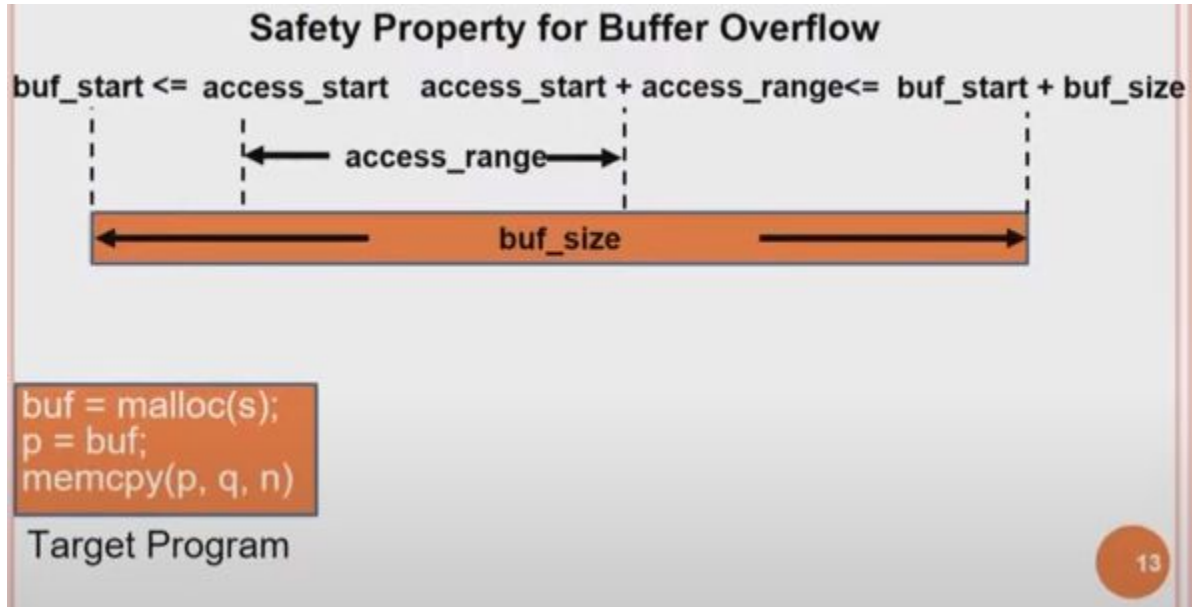 Safety Property for Buffer Overflow
buf_start <= access_start access_start + access_range<= buf_start + buf_size
access_range
buf_size
buf = malloc(s);
p = buf;
memcpy(p, q, n)
Target Program
13